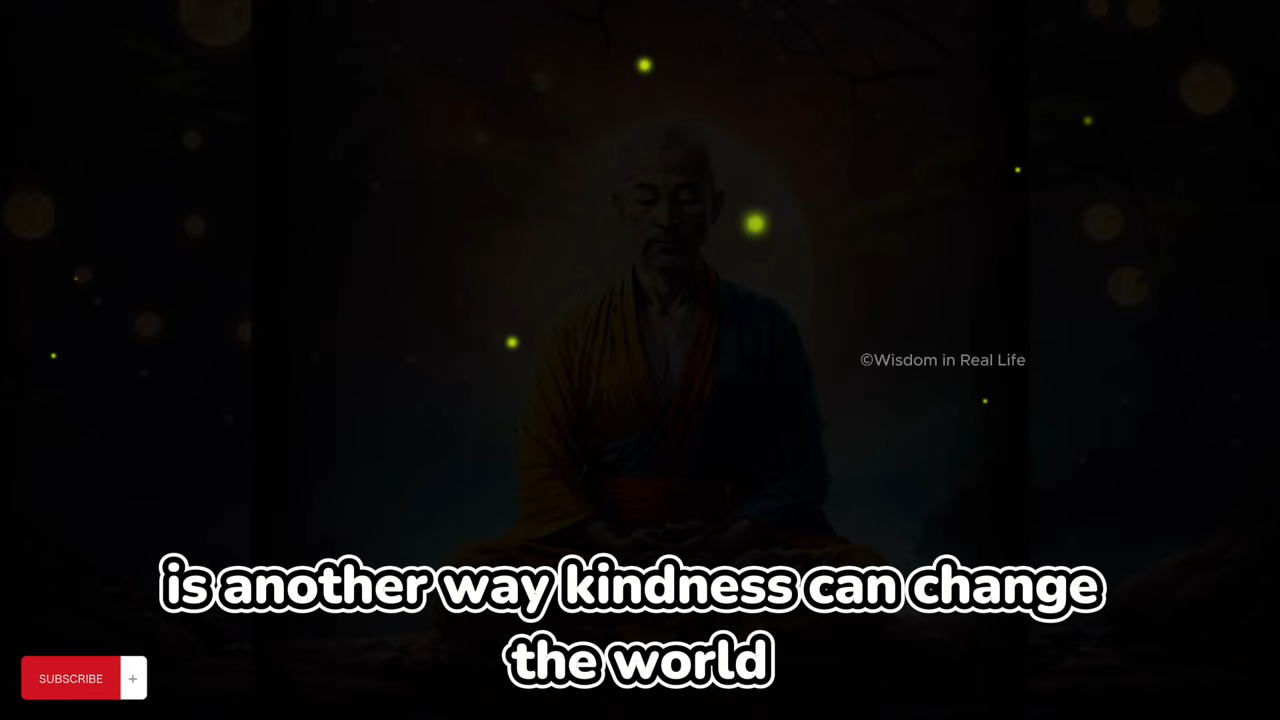 ©Wisdom in Real Life
is another way kindness can change
the world
SUBSCRIBE +